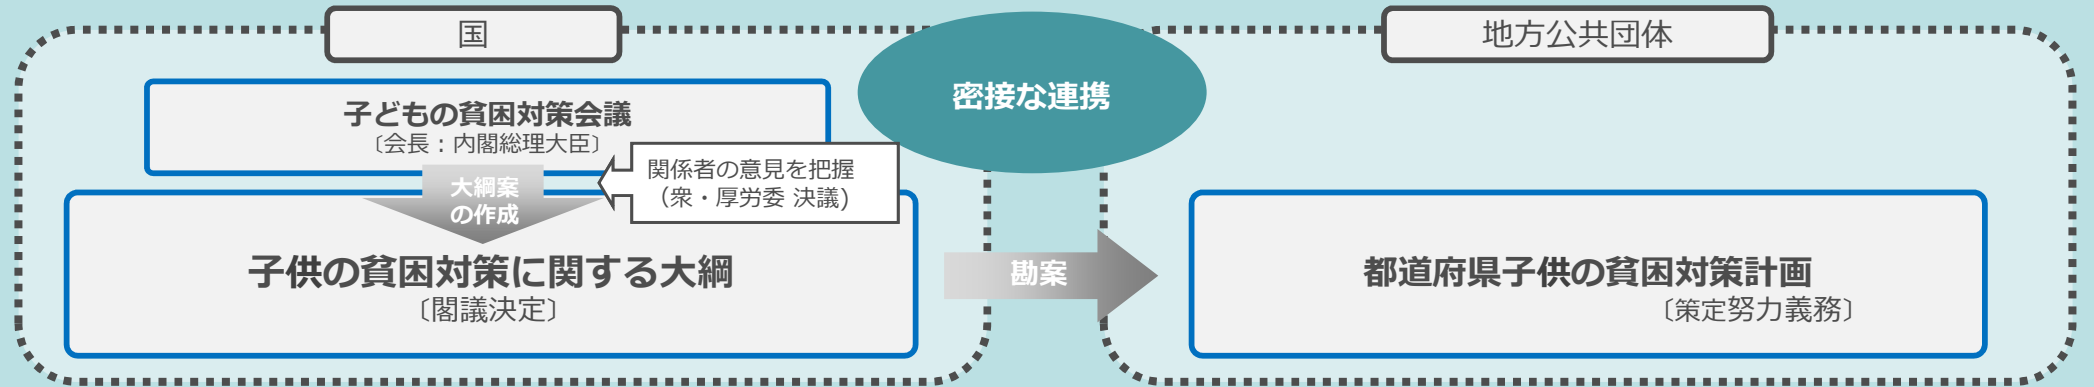 国
子どもの貧困対策会議
〔会長：内閣総理大臣〕
大綱案
の作成
関係者の意見を把握
（衆・厚労委 決議)
子供の貧困対策に関する大綱
〔閣議決定〕
密接な連携
勘案
地方公共団体
都道府県子供の貧困対策計画
〔策定努力義務〕